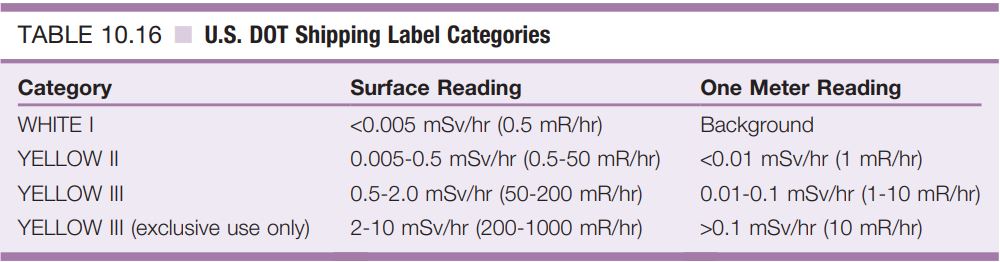 TABLE 10.16 ■ U.S. DOT Shipping Label Categories
Category Surface Reading One Meter Reading
WHITE I <0.005 mSv/hr (0.5 mR/hr) Background
YELLOW II 0.005-0.5 mSv/hr (0.5-50 mR/hr) <0.01 mSv/hr (1 mR/hr)
YELLOW III 0.5-2.0 mSv/hr (50-200 mR/hr) 0.01-0.1 mSv/hr (1-10 mR/hr)
YELLOW III (exclusive use only) 2-10 mSv/hr (200-1000 mR/hr) >0.1 mSv/hr (10 mR/hr)